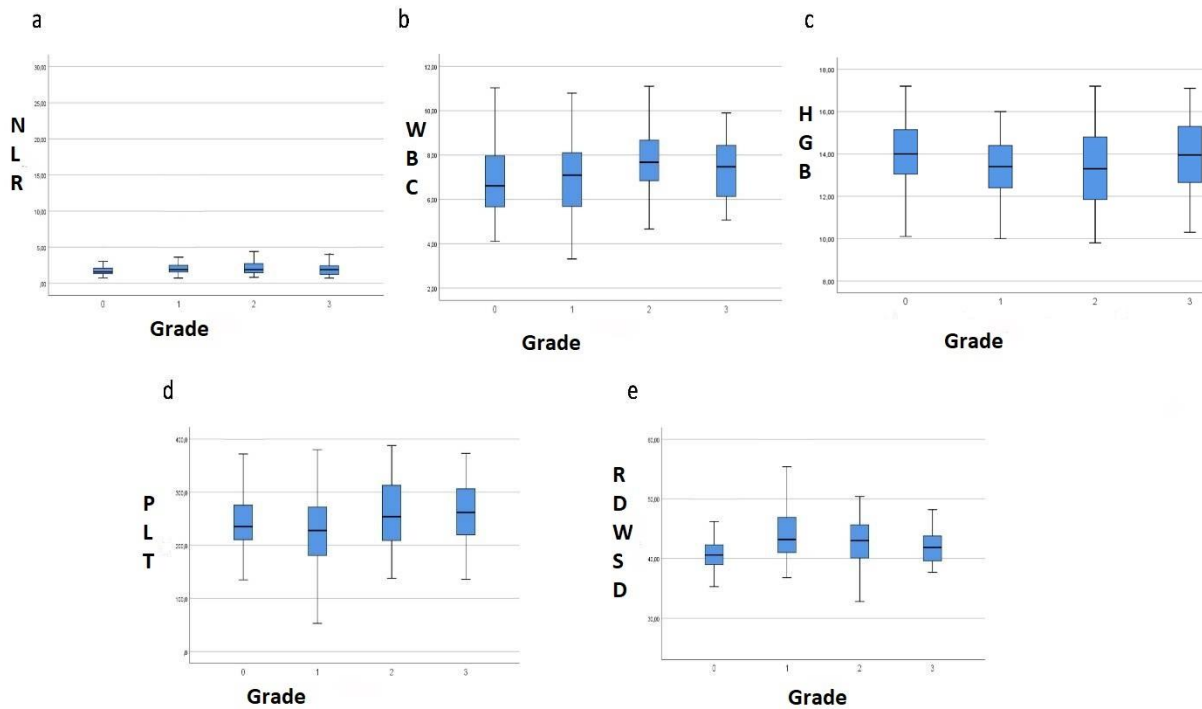 a
30,00
25,00
20,00
15,00
10,00
5,00
,00
N
L
R
0 1 2 3
Grade
b
12,00
10,00
8,00
6,00
4,00
2,00
W
B
C
0 1 2 3
Grade
c
18,00
16,00
14,00
12,00
10,00
8,00
H
G
B
0 1 2 3
Grade
d
400,0
300,0
200,0
100,0
,0
P
L
T
0 1 2 3
Grade
e
60,00
50,00
40,00
30,00
R
D
W
S
D
0 1 2 3
Grade